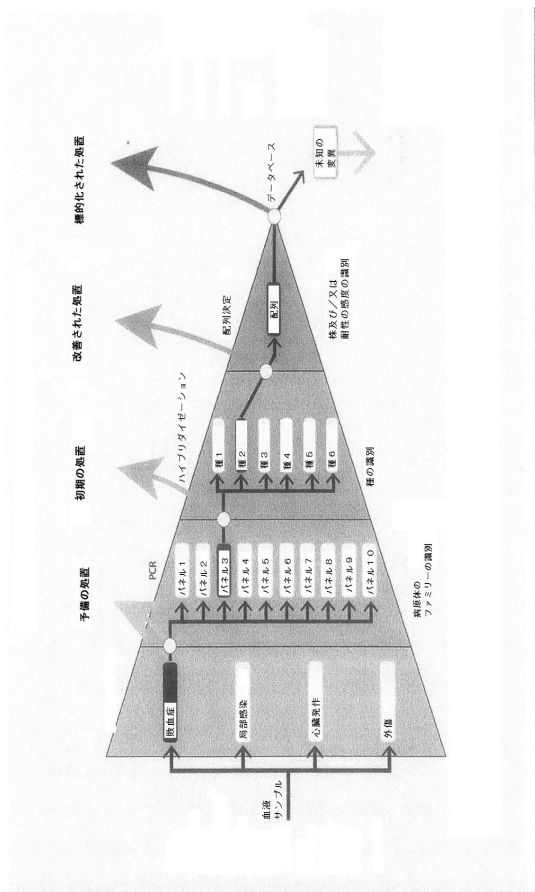 予備の処置
初期の処置
改善された処置
標的化された処置
PCR
ハイブリダイゼーション
配列決定
データベース
血液
サンプル
敗血症
局部感染
心臓発作
外傷
パネル1
パネル2
パネル3
パネル4
パネル5
パネル6
パネル7
パネル8
パネル9
パネル10
種1
種2
種3
種4
種5
種6
配列
未知の
変異
病原体の
ファミリーの識別
種の識別
株及び/又は
耐性の感度の識別